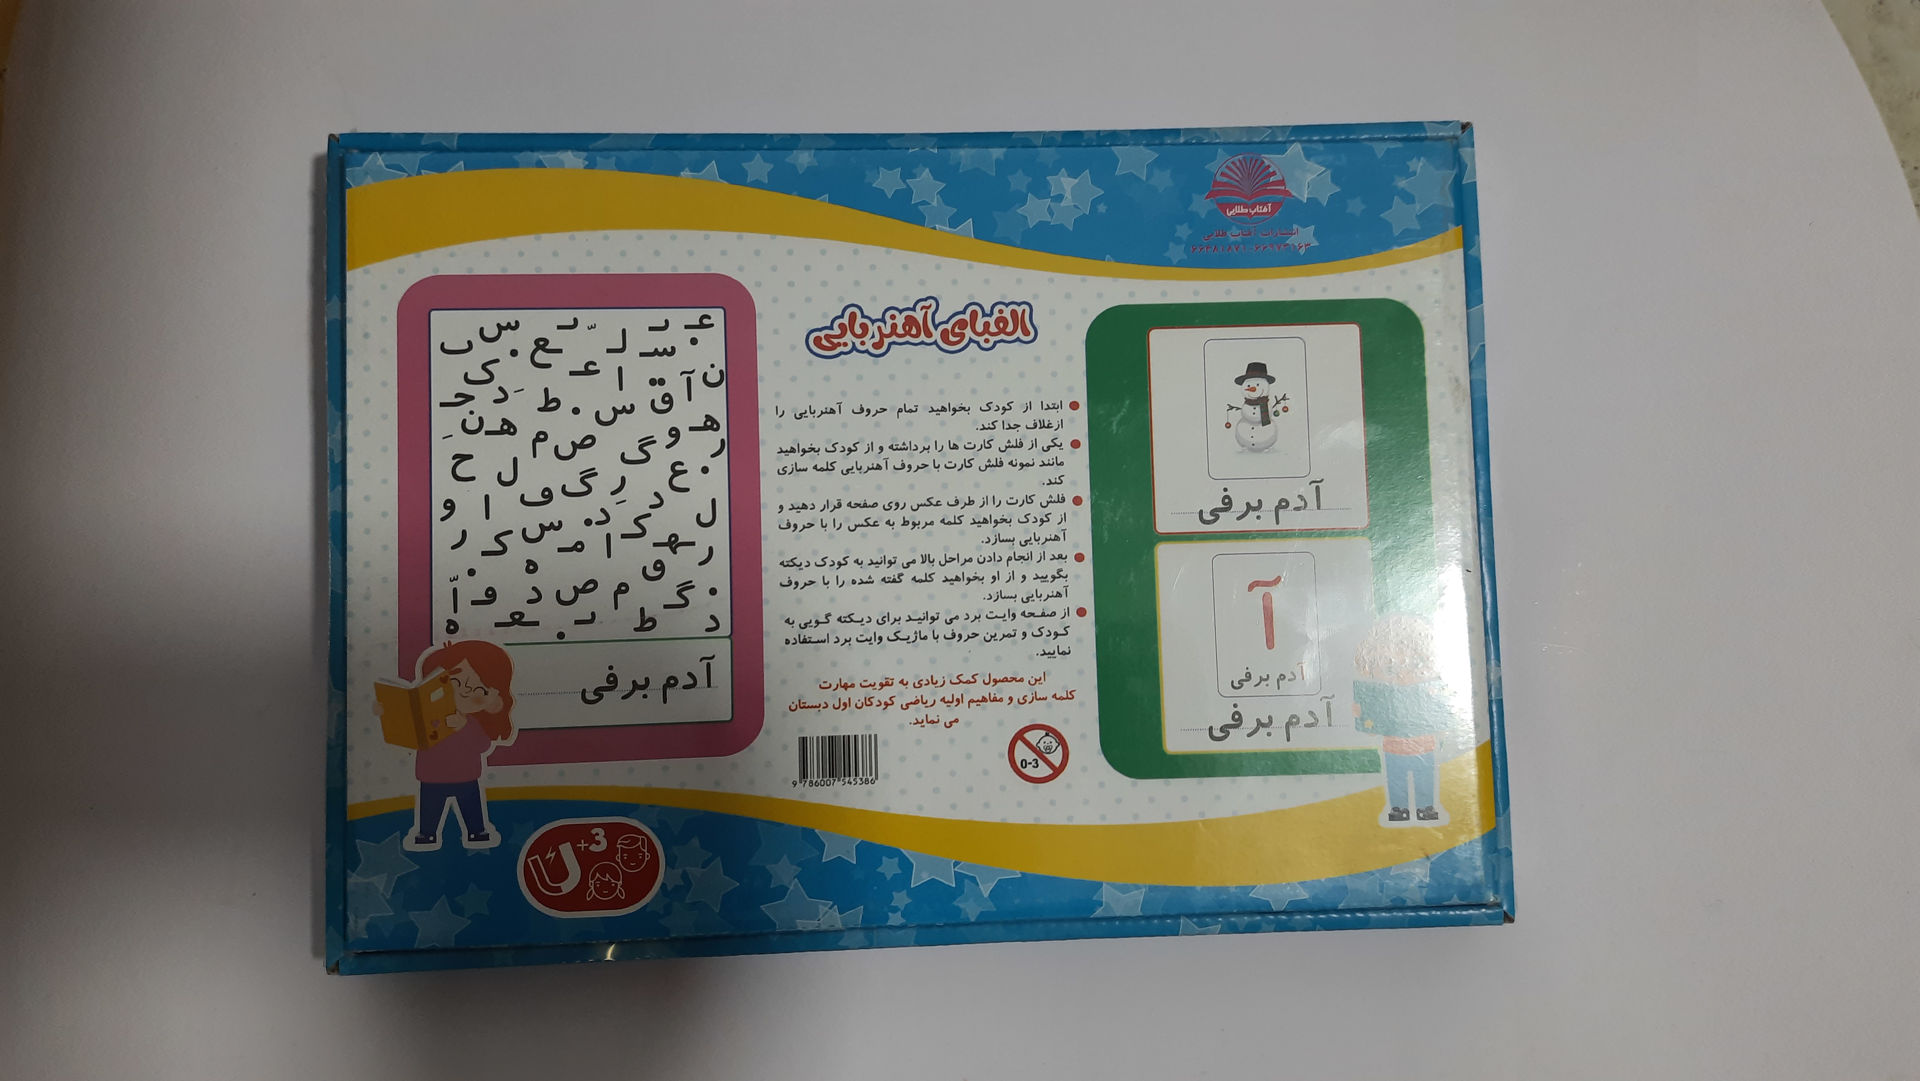 آفتاب طلایی
انتشارات آفتاب طلایی
الفبای آهنربایی
ابتدا از کودک بخواهید تمام حروف آهنربایی را
ازغلاف جدا کند.
یکی از فلش کارت ها را برداشته و از کودک بخواهید
مانند نمونه فلش کارت با حروف آهنربایی کلمه سازی
کند.
فلش کارت را از طرف عکس روی صفحه قرار دهید و
از کودک بخواهید کلمه مربوط به عکس را با حروف
آهنربایی بسازد.
بعد از انجام دادن مراحل بالا می توانید به کودک دیکته
بگویید و از او بخواهید کلمه گفته شده را با حروف
آهنربایی بسازد.
از صفحه وایت برد می توانید برای دیکته گویی به
کودک و تمرین حروف با ماژیک وایت برد استفاده
نمایید.
این محصول کمک زیادی به تقویت مهارت
کلمه سازی و مفاهیم اولیه ریاضی کودکان اول دبستان
می نماید.
9 786007 545386
0-3
آدم برفی
آ
آدم برفی
آدم برفی
آدم برفی
+3